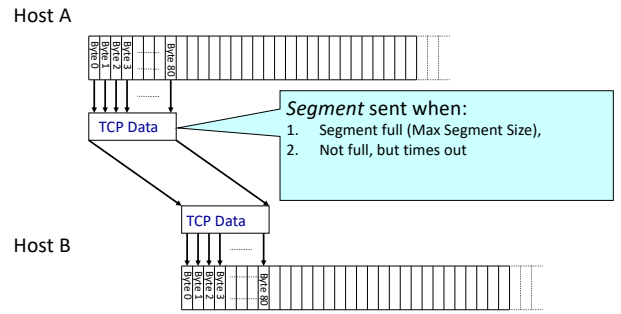 Host A
Byte 0
Byte 1
Byte 2
Byte 3
Byte 80
TCP Data
Segment sent when:
1. Segment full (Max Segment Size),
2. Not full, but times out
TCP Data
Host B
Byte 0
Byte 1
Byte 2
Byte 3
Byte 80